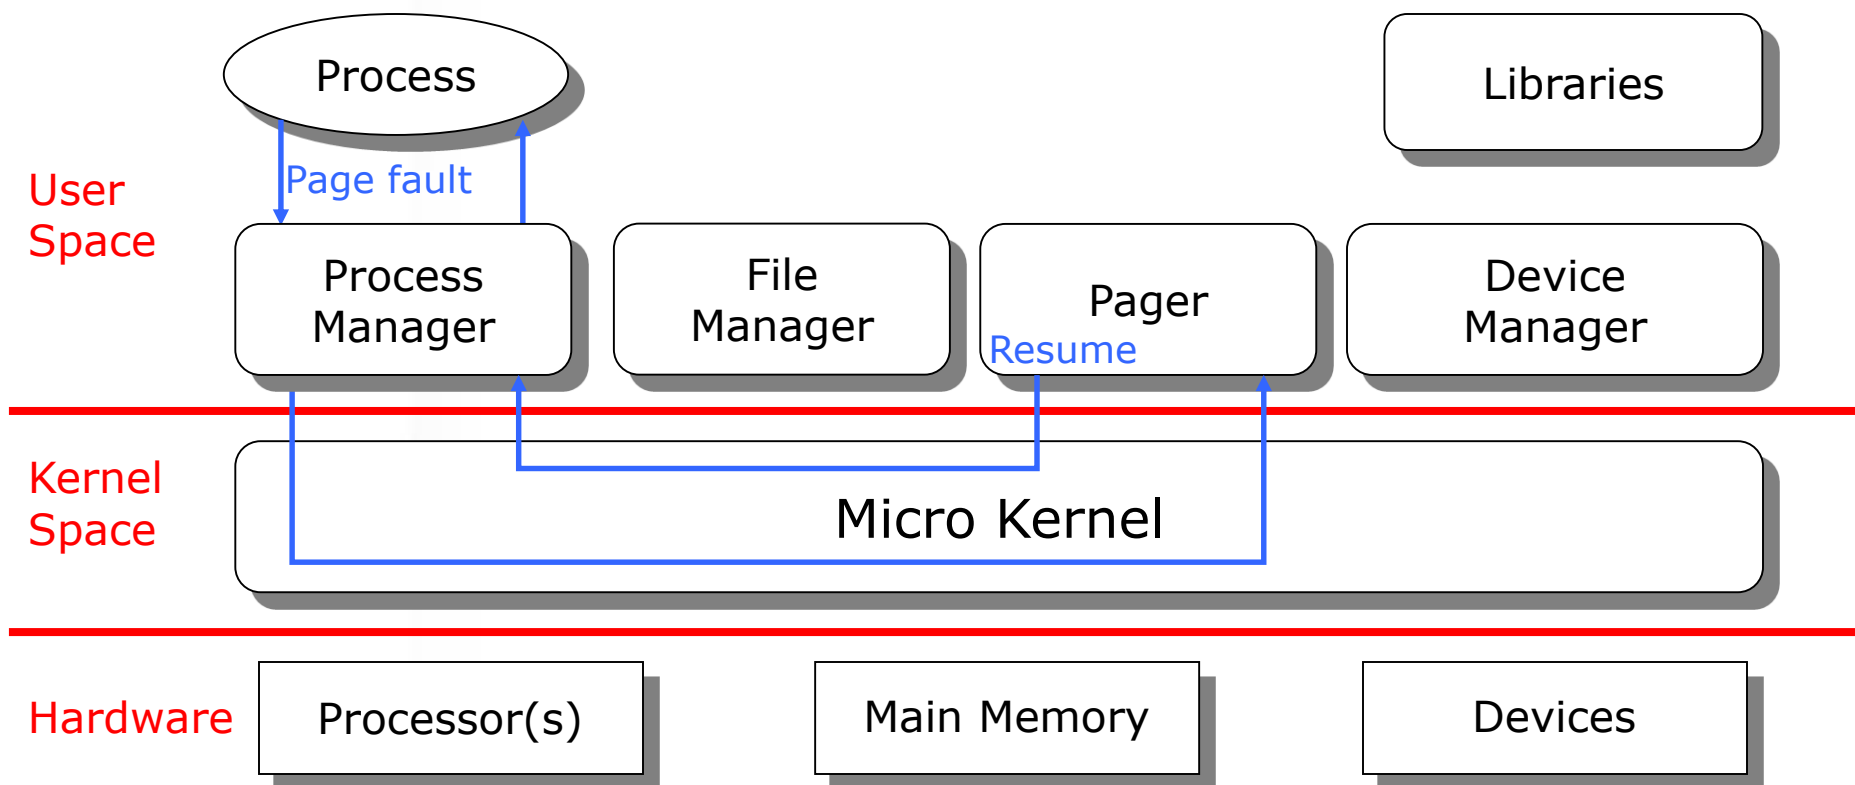 Process
Libraries
Page fault
User
Space
Process
Manager
File
Manager
Pager
Resume
Device
Manager
Kernel
Space
Micro Kernel
Hardware
Processor(s)
Main Memory
Devices